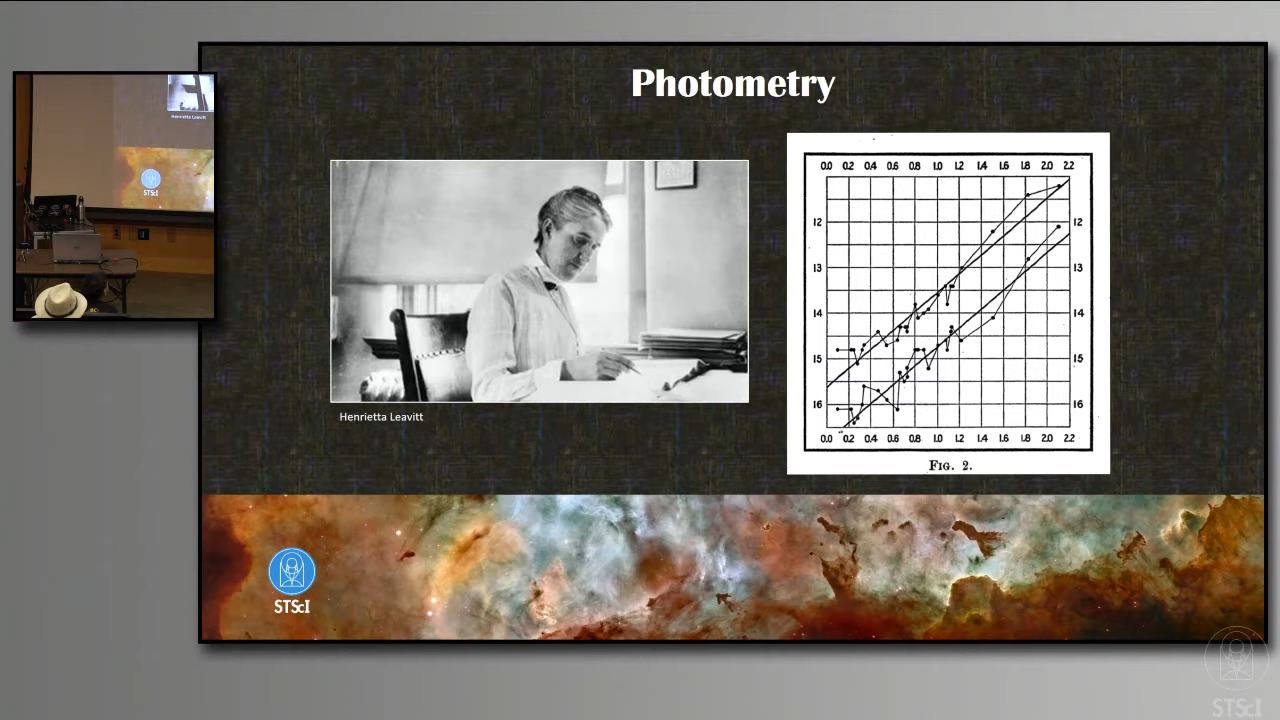 Photometry
Henrietta Leavitt
STScI
0.0 0.2 0.4 0.6 0.8 1.0 1.2 1.4 1.6 1.8 2.0 2.2
12 12
13 13
14 14
15 15
16 16
0.0 0.2 0.4 0.6 0.8 1.0 1.2 1.4 1.6 1.8 2.0 2.2
FIG. 2.
Henrietta Leavitt
STScI
STScI